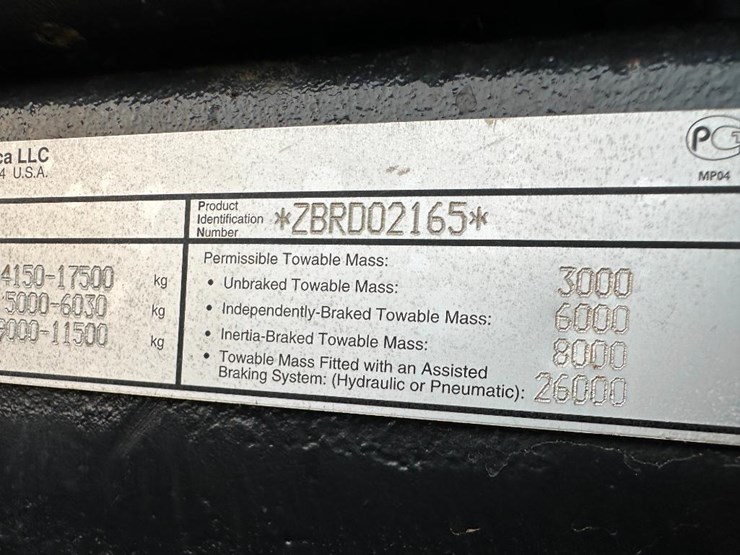 ca LLC
4 U.S.A.
MP04
Product
Identification
Number
*ZBRD02165*
4150-17500 kg
5000-6030 kg
9000-11500 kg
Permissible Towable Mass:
• Unbraked Towable Mass: 3000
• Independently-Braked Towable Mass: 6000
• Inertia-Braked Towable Mass: 8000
• Towable Mass Fitted with an Assisted
Braking System: (Hydraulic or Pneumatic): 26000